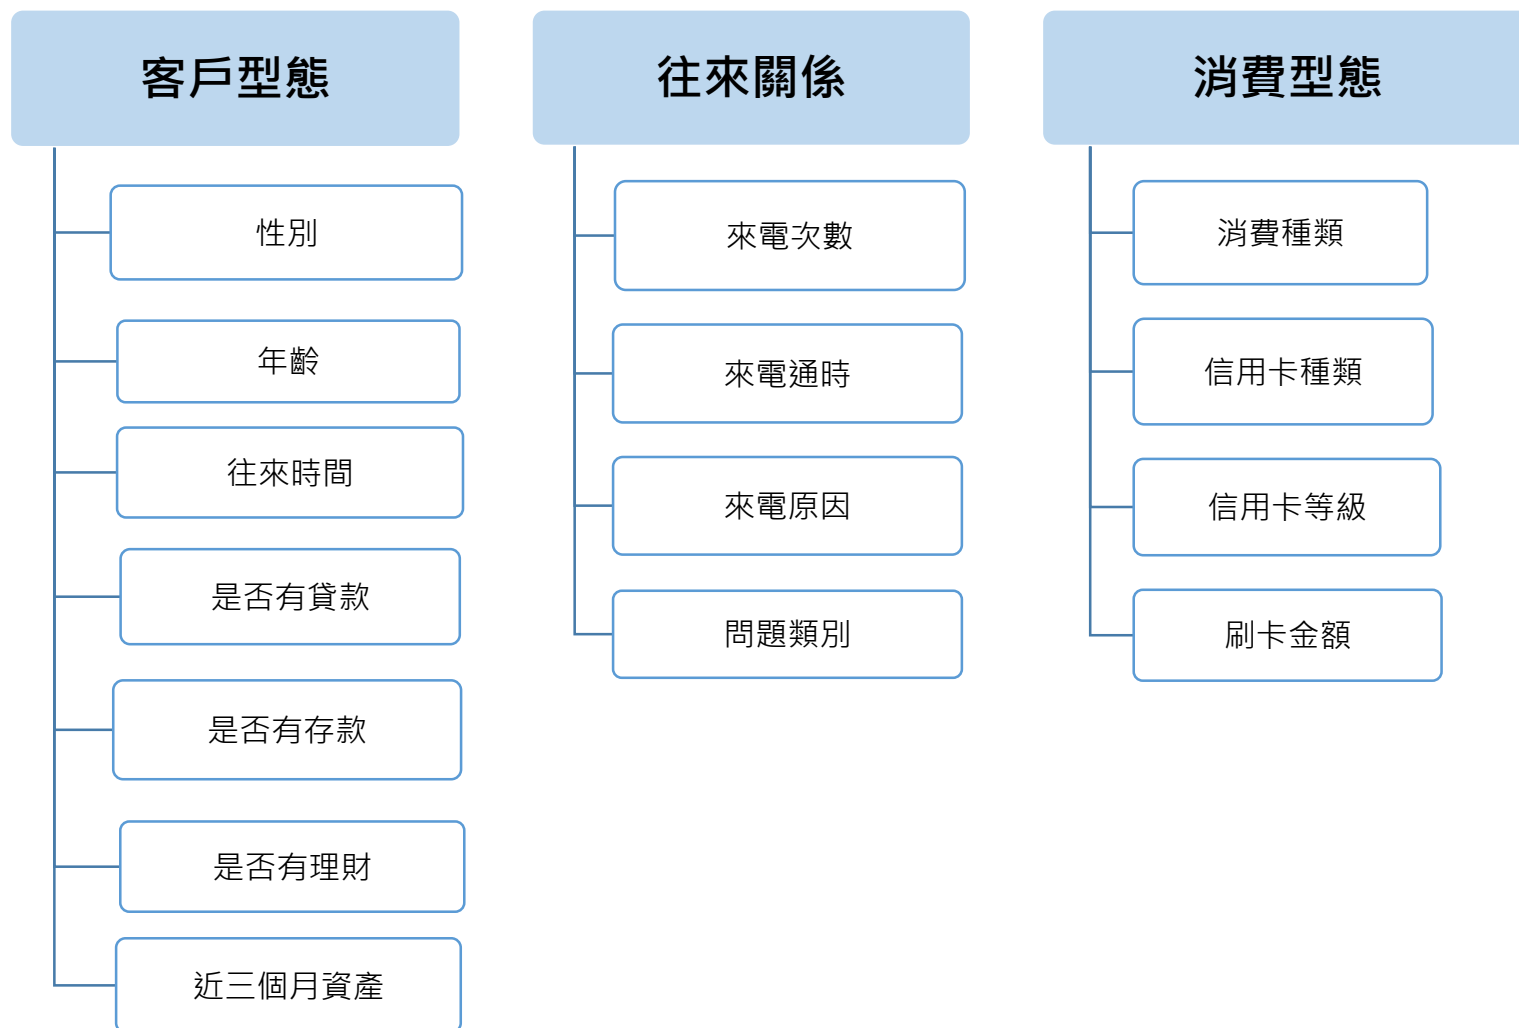 客戶型態
性別
年齡
往來時間
是否有貸款
是否有存款
是否有理財
近三個月資產
往來關係
來電次數
來電通時
來電原因
問題類別
消費型態
消費種類
信用卡種類
信用卡等級
刷卡金額